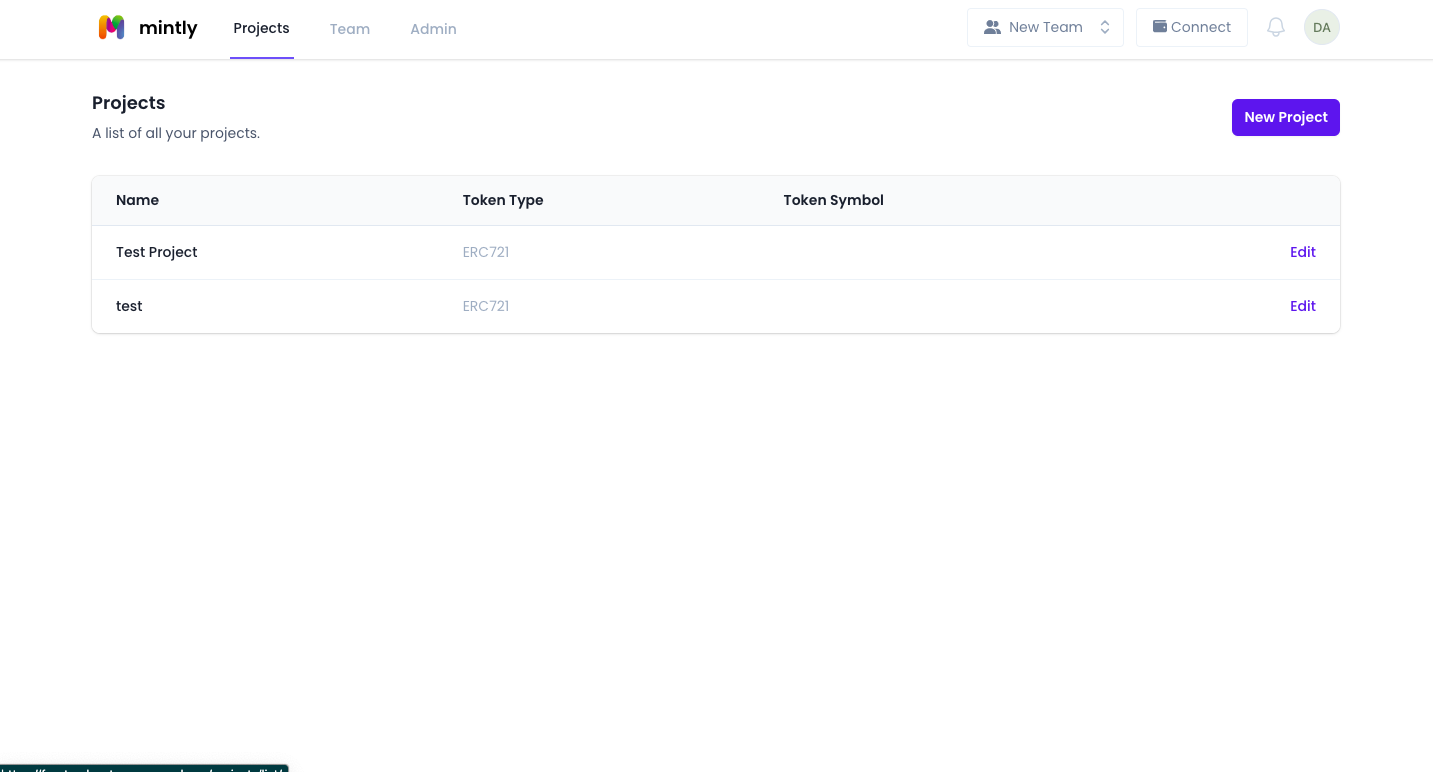 mintly
Projects Team Admin
New Team
Connect
DA
Projects
A list of all your projects.
New Project
Name Token Type Token Symbol
Test Project ERC721 Edit
test ERC721 Edit